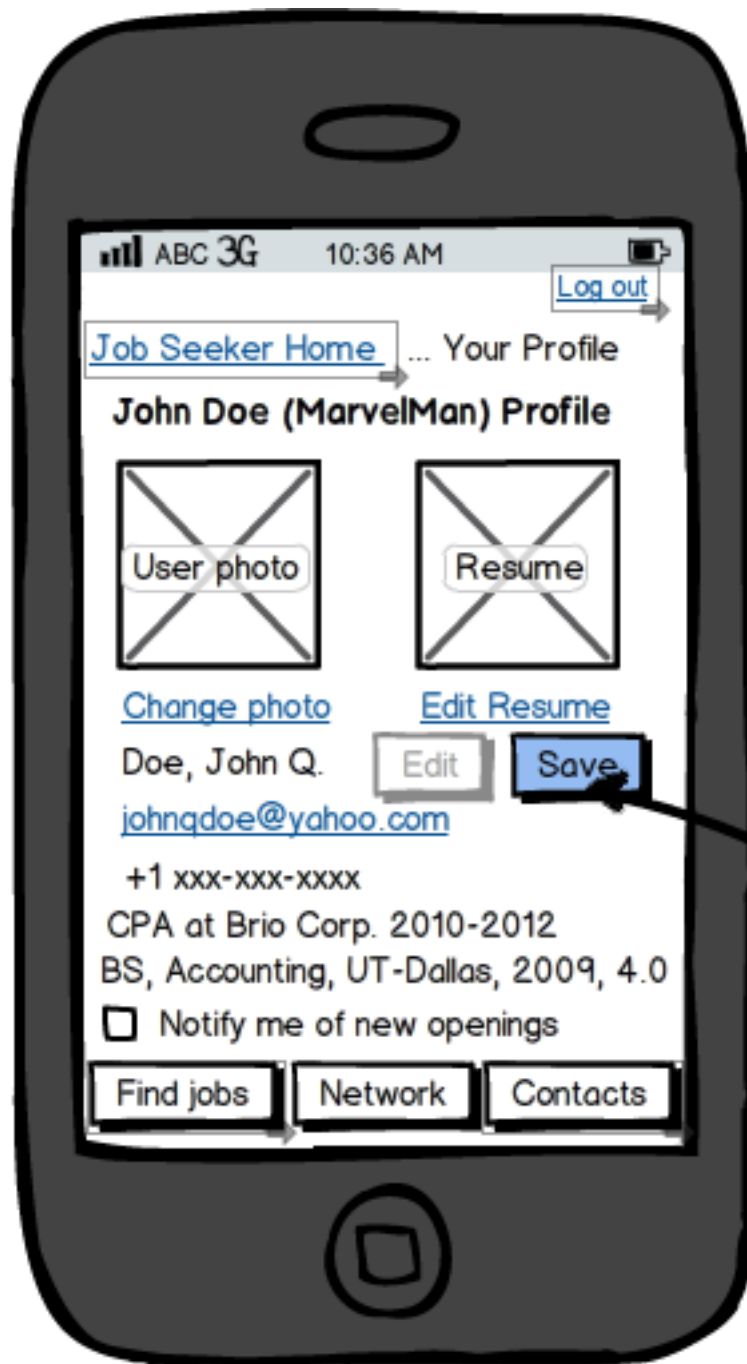 ABC 3G 10:36 AM
Log out
Job Seeker Home ... Your Profile
John Doe (MarvelMan) Profile
User photo Resume
Change photo Edit Resume
Doe, John Q. Edit Save
johnqdoe@yahoo.com
+1 xxx-xxx-xxxx
CPA at Brio Corp. 2010-2012
BS, Accounting, UT-Dallas, 2009, 4.0
Notify me of new openings
Find jobs Network Contacts